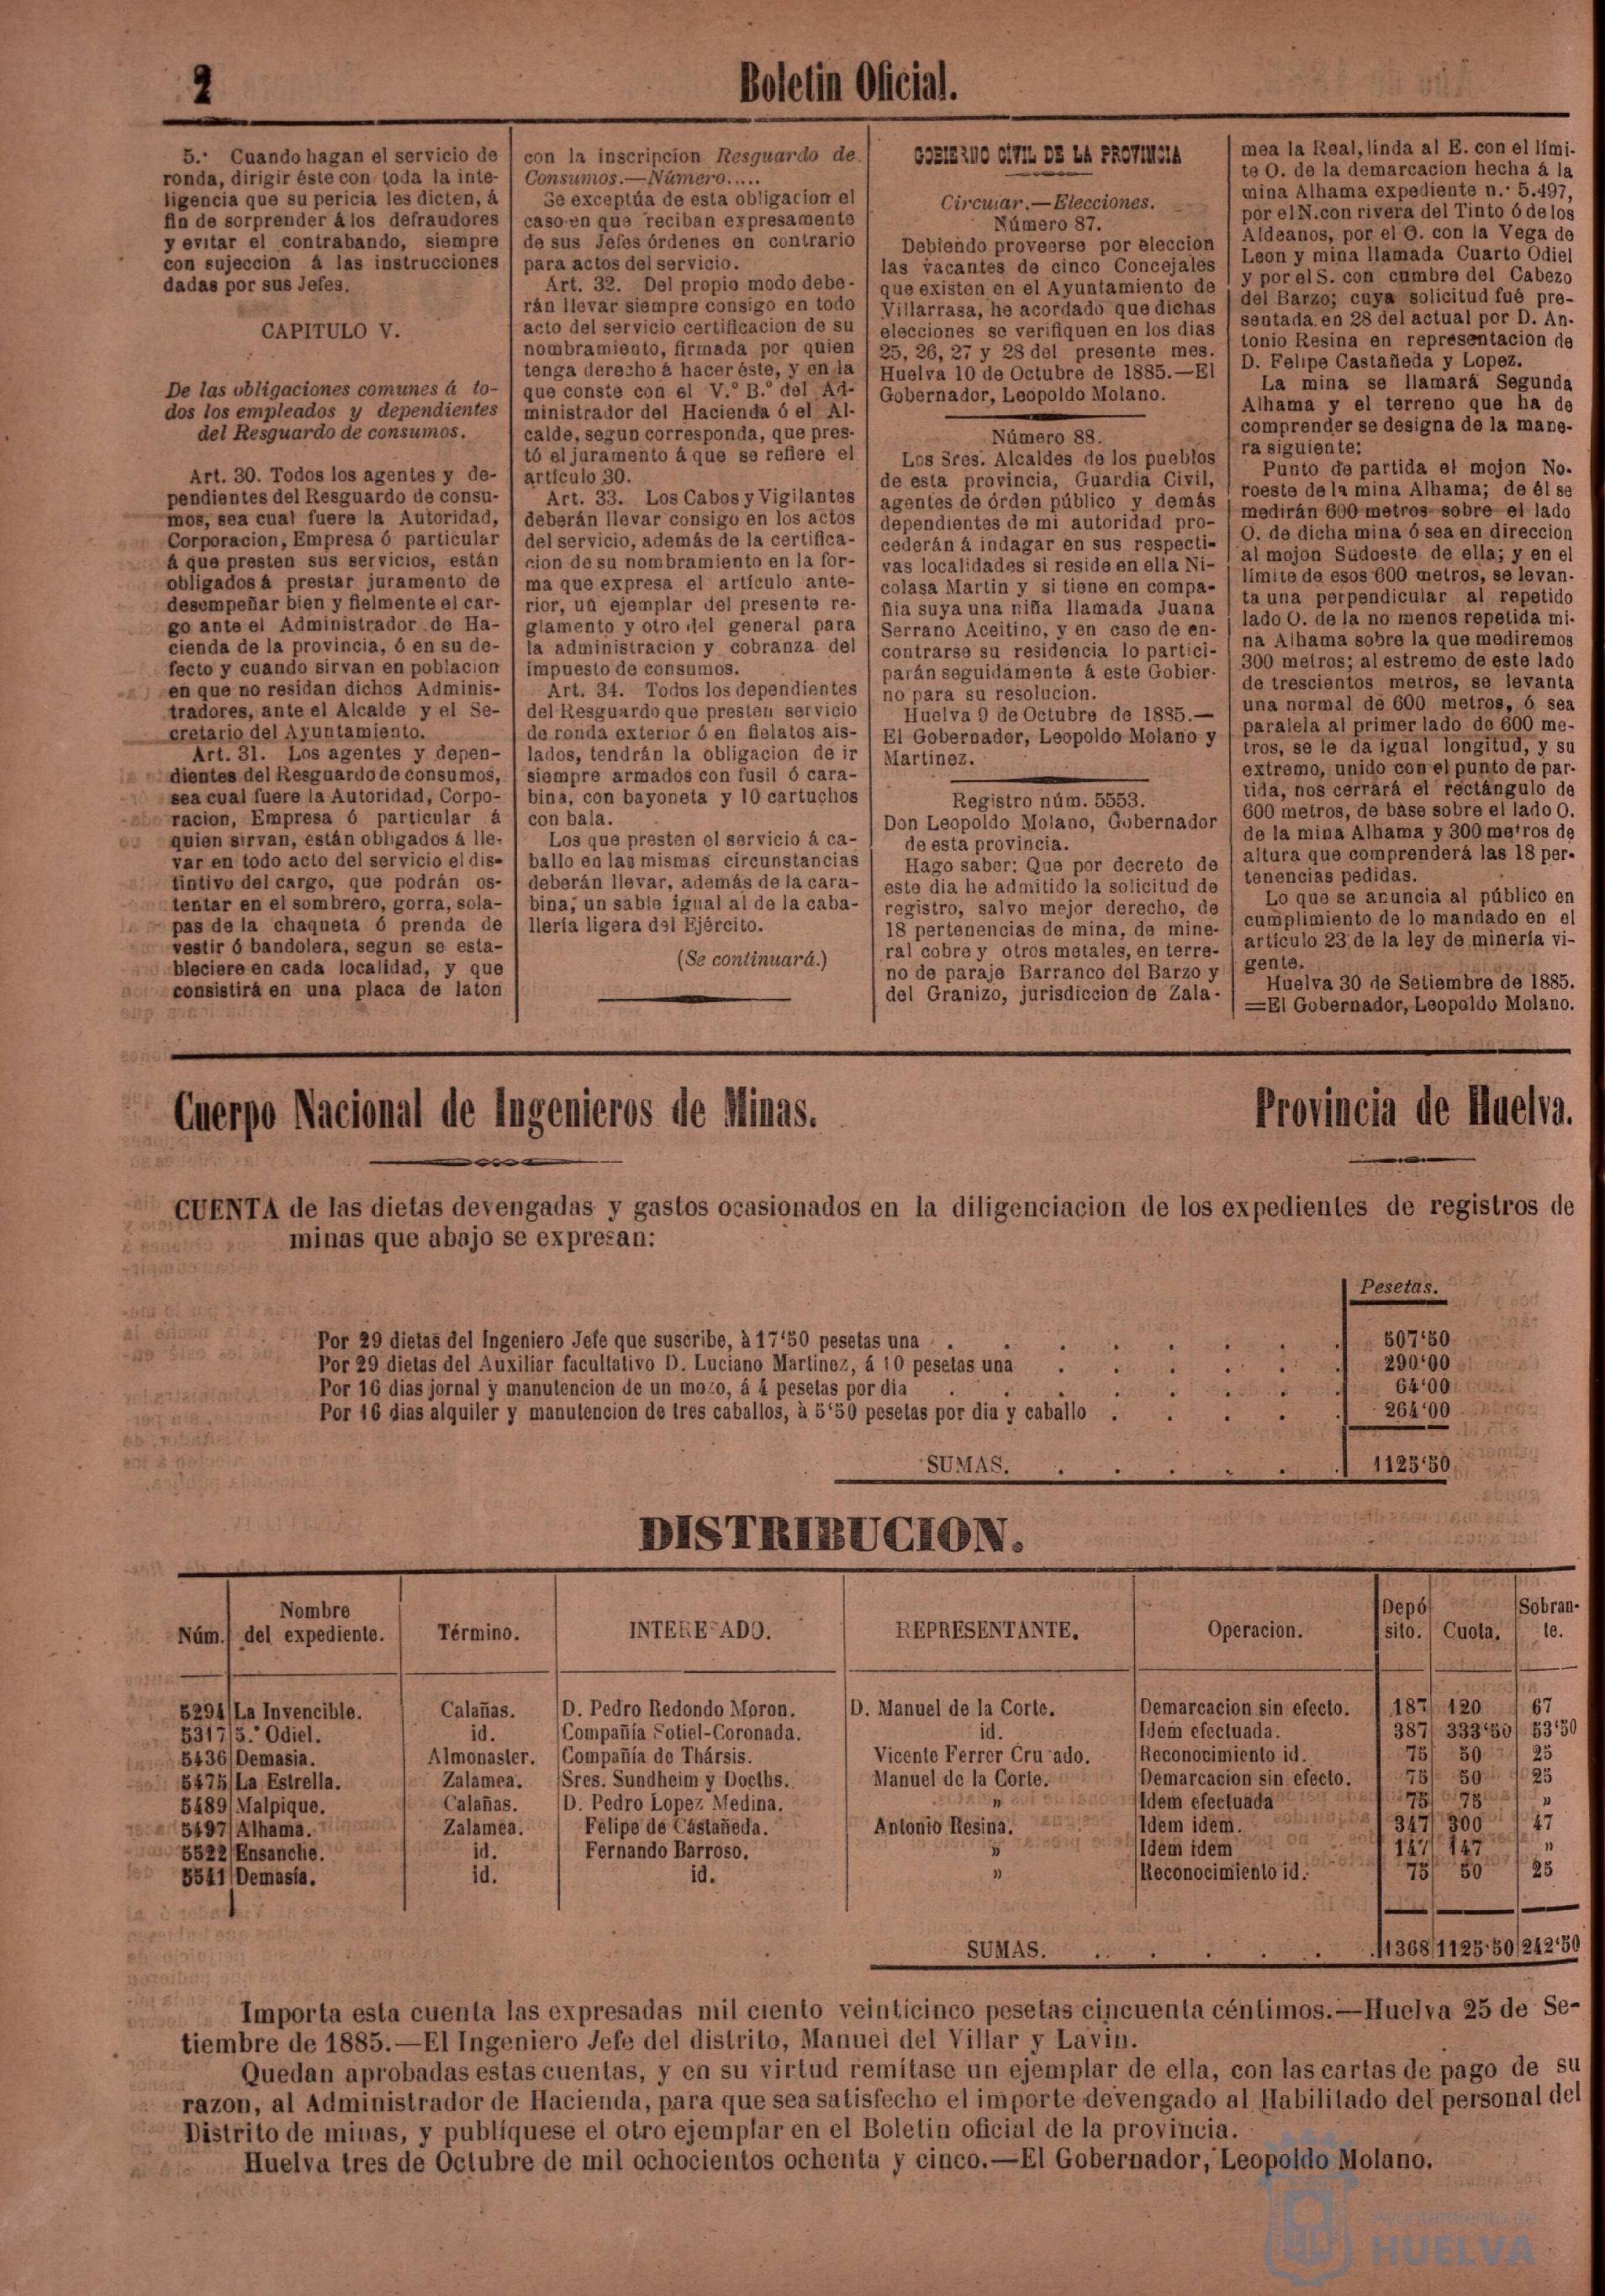 2
Boletin Oficial.
5.° Cuando hagan el servicio de
ronda, dirigir éste con toda la inte-
ligencia que su pericia les dicten, á
fin de sorprender á los defraudores
y evitar el contrabando, siempre
con sujeccion á las instrucciones
dadas por sus Jefes.
CAPITULO V.
De las obligaciones comunes á to-
dos los empleados y dependientes
del Resguardo de consumos.
Art. 30. Todos los agentes y de-
pendientes del Resguardo de consu-
mos, sea cual fuere la Autoridad,
Corporacion, Empresa ó particular
á que presten sus servicios, están
obligados á prestar juramento de
desempeñar bien y fielmente el car-
go ante el Administrador de Ha-
cienda de la provincia, ó en su de-
fecto y cuando sirvan en poblacion
en que no residan dichos Adminis-
tradores, ante el Alcalde y el Se-
cretario del Ayuntamiento.
Art. 31. Los agentes y depen-
dientes del Resguardo de consumos,
sea cual fuere la Autoridad, Corpo-
racion, Empresa ó particular á
quien sirvan, están obligados á lle-
var en todo acto del servicio el dis-
tintivo del cargo, que podrán os-
tentar en el sombrero, gorra, sola-
pas de la chaqueta ó prenda de
vestir ó bandolera, segun se esta-
bleciere en cada localidad, y que
consistirá en una placa de laton
con la inscripcion Resguardo de
Consumos.—Número.....
Se exceptúa de esta obligacion el
caso en que reciban expresamente
de sus Jefes órdenes en contrario
para actos del servicio.
Art. 32. Del propio modo debe-
rán llevar siempre consigo en todo
acto del servicio certificacion de su
nombramiento, firmada por quien
tenga derecho á hacer éste, y en la
que conste con el V.° B.° del Ad-
ministrador del Hacienda ó el Al-
calde, segun corresponda, que pres-
tó el juramento á que se refiere el
artículo 30.
Art. 33. Los Cabos y Vigilantes
deberán llevar consigo en los actos
del servicio, además de la certifica-
cion de su nombramiento en la for-
ma que expresa el artículo ante-
rior, un ejemplar del presente re-
glamento y otro del general para
la administracion y cobranza del
impuesto de consumos.
Art. 34. Todos los dependientes
del Resguardo que presten servicio
de ronda exterior ó en fielatos ais-
lados, tendrán la obligacion de ir
siempre armados con fusil ó cara-
bina, con bayoneta y 10 cartuchos
con bala.
Los que presten el servicio á ca-
ballo en las mismas circunstancias
deberán llevar, además de la cara-
bina, un sable igual al de la caba-
llería ligera del Ejército.
(Se continuará.)
GOBIERNO CIVIL DE LA PROVINCIA
Circular.—Elecciones.
Número 87.
Debiendo proveerse por eleccion
las vacantes de cinco Concejales
que existen en el Ayuntamiento de
Villarrasa, he acordado que dichas
elecciones se verifiquen en los dias
25, 26, 27 y 28 del presente mes.
Huelva 10 de Octubre de 1885.—El
Gobernador, Leopoldo Molano.
Número 88.
Los Sres. Alcaldes de los pueblos
de esta provincia, Guardia Civil,
agentes de órden público y demás
dependientes de mi autoridad pro-
cederán á indagar en sus respecti-
vas localidades si reside en ella Ni-
colasa Martin y si tiene en compa-
ñia suya una niña llamada Juana
Serrano Aceitino, y en caso de en-
contrarse su residencia lo partici-
parán seguidamente á este Gobier-
no para su resolucion.
Huelva 9 de Octubre de 1885.—
El Gobernador, Leopoldo Molano y
Martinez.
Registro núm. 5553.
Don Leopoldo Molano, Gobernador
de esta provincia.
Hago saber: Que por decreto de
este dia he admitido la solicitud de
registro, salvo mejor derecho, de
18 pertenencias de mina, de mine-
ral cobre y otros metales, en terre-
no de paraje Barranco del Barzo y
del Granizo, jurisdiccion de Zala-
mea la Real, linda al E. con el lími-
te O. de la demarcacion hecha á la
mina Alhama expediente n.° 5.497,
por el N. con rivera del Tinto ó de los
Aldeanos, por el O. con la Vega de
Leon y mina llamada Cuarto Odiel
y por el S. con cumbre del Cabezo
del Barzo; cuya solicitud fué pre-
sentada en 28 del actual por D. An-
tonio Resina en representacion de
D. Felipe Castañeda y Lopez.
La mina se llamará Segunda
Alhama y el terreno que ha de
comprender se designa de la mane-
ra siguiente:
Punto de partida el mojon No-
roeste de la mina Alhama; de él se
medirán 600 metros sobre el lado
O. de dicha mina ó sea en direccion
al mojon Sudoeste de ella; y en el
límite de esos 600 metros, se levan-
ta una perpendicular al repetido
lado O. de la no menos repetida mi-
na Alhama sobre la que mediremos
300 metros; al estremo de este lado
de trescientos metros, se levanta
una normal de 600 metros, ó sea
paralela al primer lado de 600 me-
tros, se le da igual longitud, y su
extremo, unido con el punto de par-
tida, nos cerrará el rectángulo de
600 metros, de base sobre el lado O.
de la mina Alhama y 300 metros de
altura que comprenderá las 18 per-
tenencias pedidas.
Lo que se anuncia al público en
cumplimiento de lo mandado en el
artículo 23 de la ley de minería vi-
gente.
Huelva 30 de Setiembre de 1885.
=El Gobernador, Leopoldo Molano.
Cuerpo Nacional de Ingenieros de Minas. Provincia de Huelva.
CUENTA de las dietas devengadas y gastos ocasionados en la diligenciacion de los expedientes de registros de
minas que abajo se expresan:
Pesetas.
Por 29 dietas del Ingeniero Jefe que suscribe, à 17'50 pesetas una . . . . . . . . 507'50
Por 29 dietas del Auxiliar facultativo D. Luciano Martinez, á 10 pesetas una . . . . . . 290'00
Por 16 dias jornal y manutencion de un mozo, á 4 pesetas por dia . . . . . . . . 64'00
Por 16 dias alquiler y manutencion de tres caballos, à 5'50 pesetas por dia y caballo . . . . . 264'00
SUMAS. . . . . . . 1125'50
DISTRIBUCION.
Núm. Nombre del expediente. Término. INTERESADO. REPRESENTANTE. Operacion. Depósito. Cuota. Sobrante.
5294 La Invencible. Calañas. D. Pedro Redondo Moron. D. Manuel de la Corte. Demarcacion sin efecto. 187 120 67
5317 5.° Odiel. id. Compañía Sotiel-Coronada. id. Idem efectuada. 387 333'50 53'50
5436 Demasia. Almonaster. Compañía de Thársis. Vicente Ferrer Cruzado. Reconocimiento id. 75 50 25
5475 La Estrella. Zalamea. Sres. Sundheim y Doeths. Manuel de la Corte. Demarcacion sin efecto. 75 50 25
5489 Malpique. Calañas. D. Pedro Lopez Medina. » Idem efectuada 75 75 »
5497 Alhama. Zalamea. Felipe de Castañeda. Antonio Resina. Idem idem. 347 300 47
5522 Ensanche. id. Fernando Barroso. » Idem idem 147 147 »
5541 Demasía. id. id. » Reconocimiento id. 75 50 25
SUMAS. . . . . . . 1368 1125'50 242'50
Importa esta cuenta las expresadas mil ciento veinticinco pesetas cincuenta céntimos.—Huelva 25 de Se-
tiembre de 1885.—El Ingeniero Jefe del distrito, Manuel del Villar y Lavin.
Quedan aprobadas estas cuentas, y en su virtud remítase un ejemplar de ella, con las cartas de pago de su
razon, al Administrador de Hacienda, para que sea satisfecho el importe devengado al Habilitado del personal del
Distrito de minas, y publíquese el otro ejemplar en el Boletin oficial de la provincia.
Huelva tres de Octubre de mil ochocientos ochenta y cinco.—El Gobernador, Leopoldo Molano.
Ayuntamiento de
HUELVA